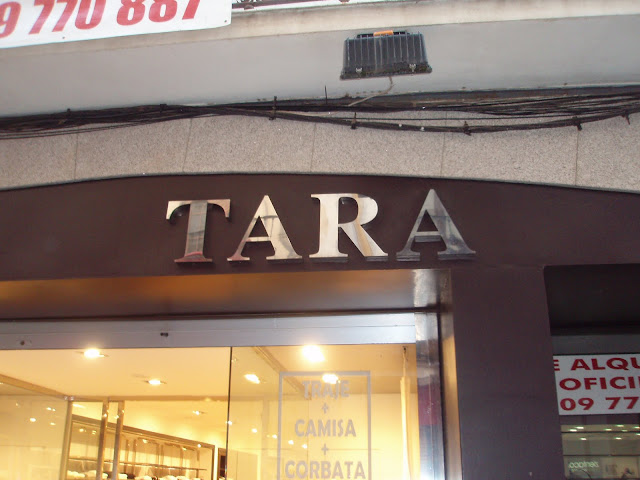 9 770 887
TARA
TRAJE
+
CAMISA
+
CORBATA
E ALQU
OFICI
09 77